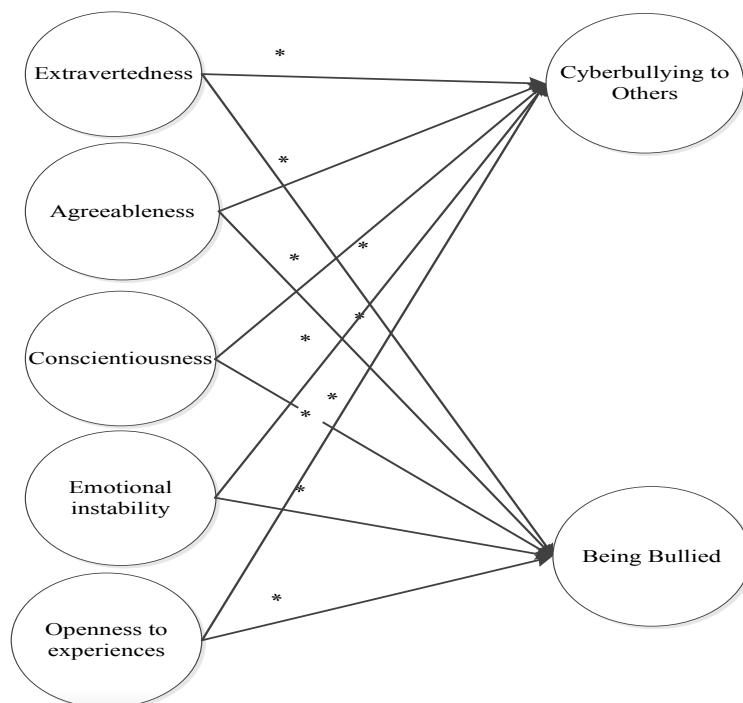 Extravertedness
Cyberbullying to
Others
Agreeableness
Conscientiousness
Emotional
instability
Being Bullied
Openness to
experiences
*
*
*
*
*
*
*
*
*
*